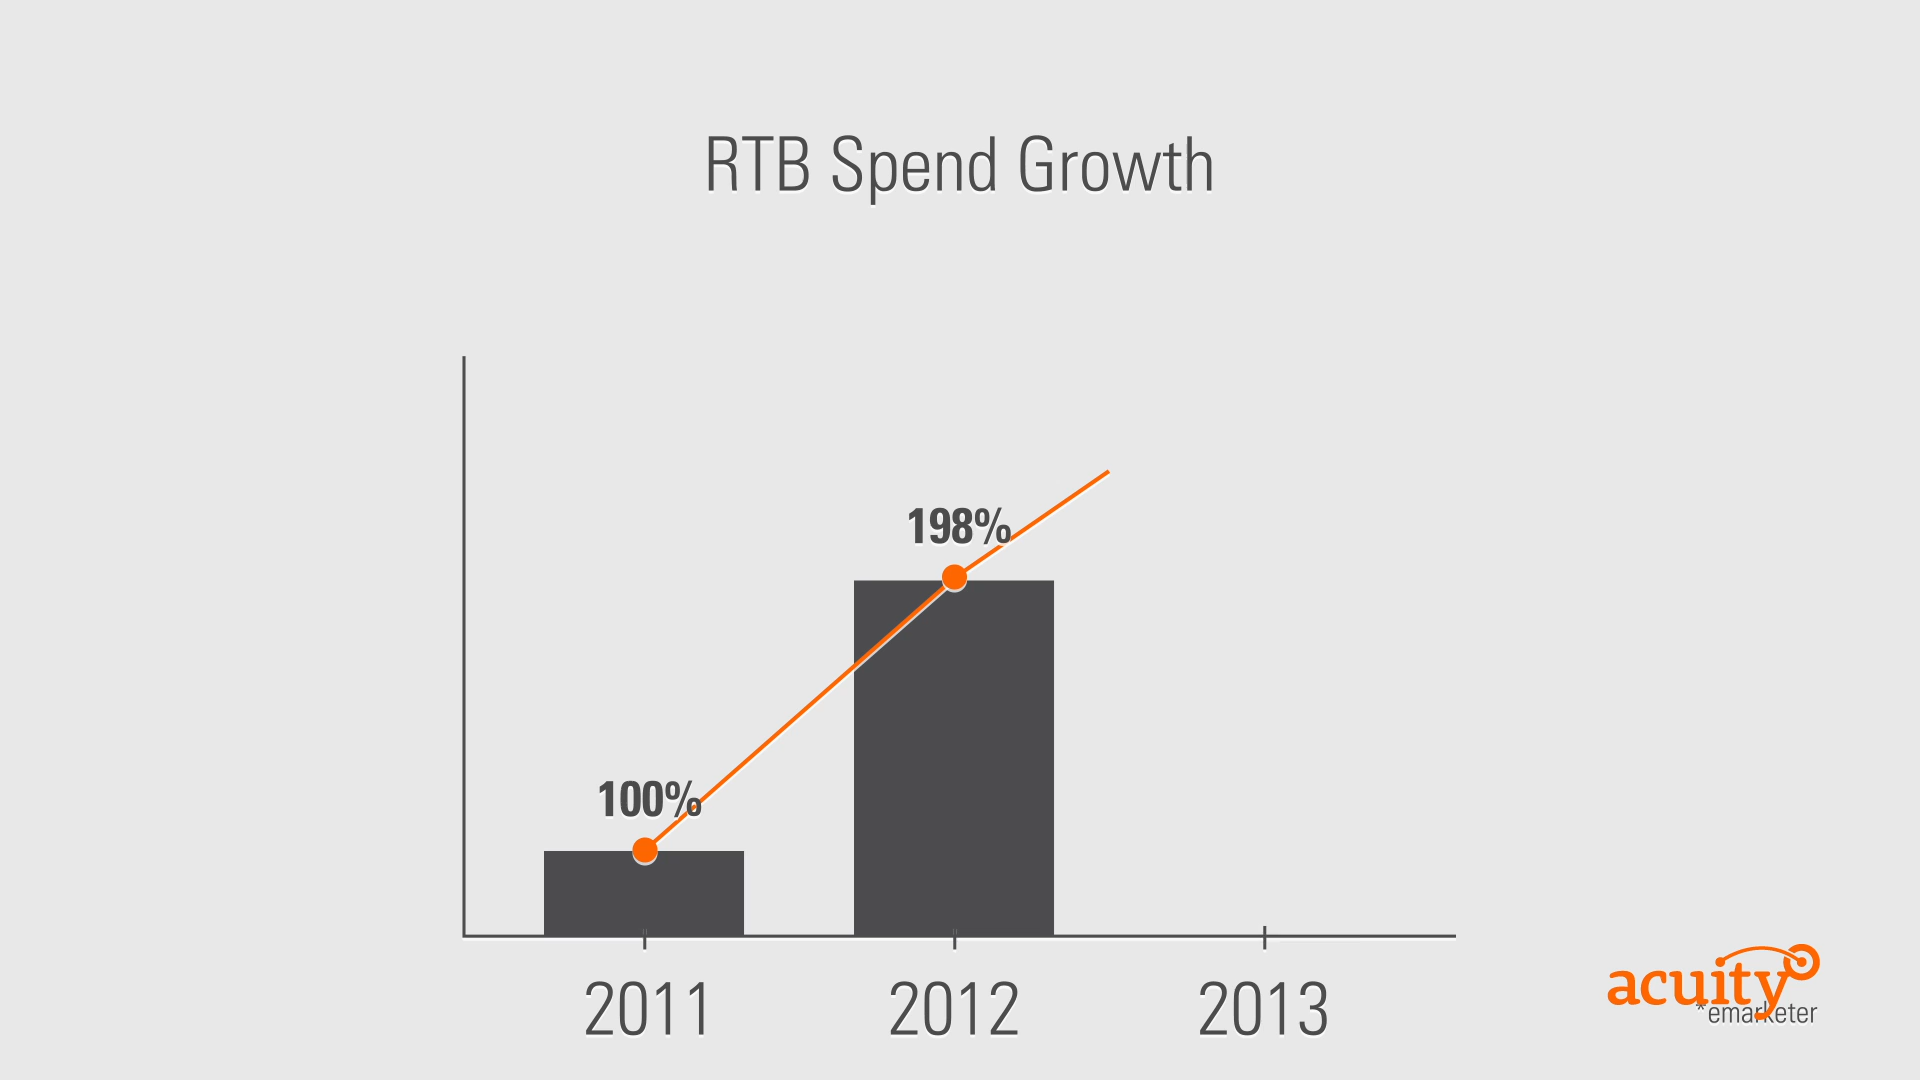 RTB Spend Growth
198%
100%
2011 2012 2013
acuity
*emarketer